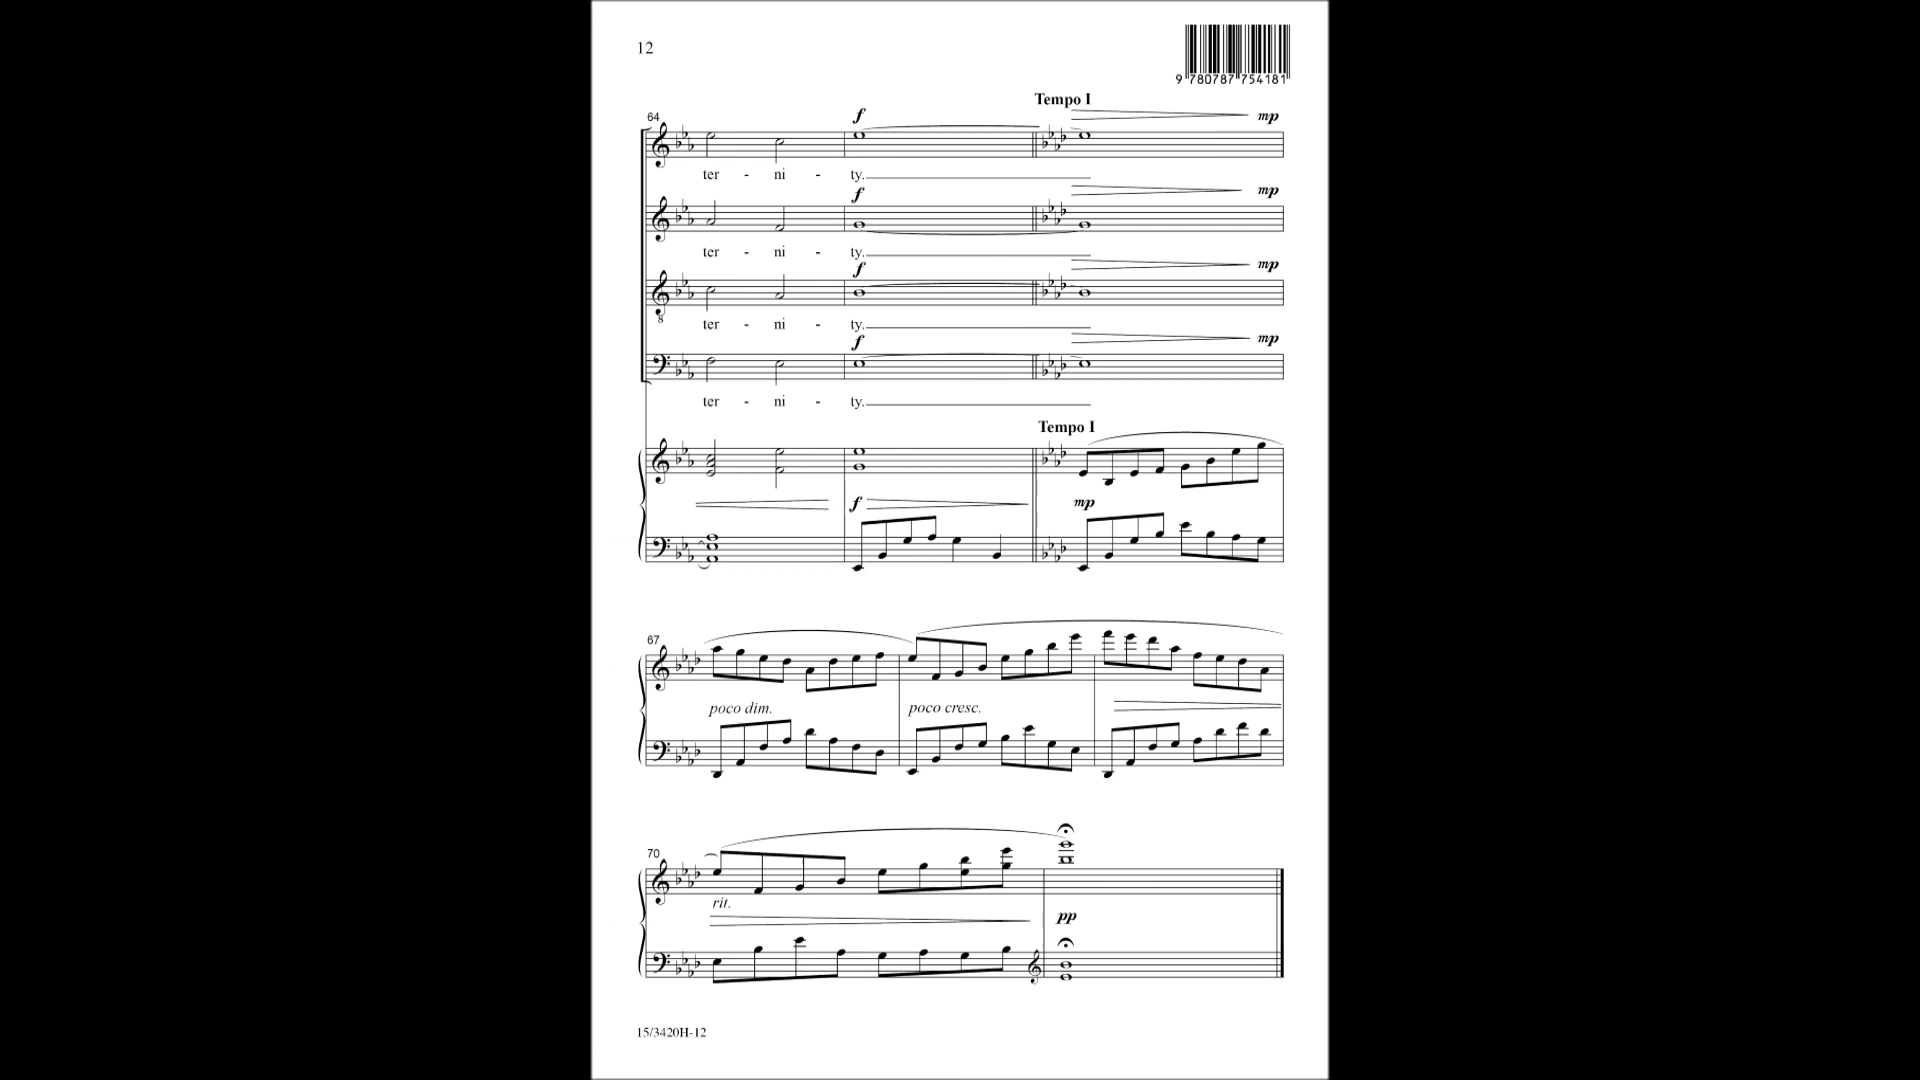 12
9 780787 754181
Tempo I
64
f
mp
ter - ni - ty.
mp
f
ter - ni - ty.
mp
f
ter - ni - ty.
mp
f
ter - ni - ty.
Tempo I
f mp
67
poco dim. poco cresc.
70
rit.
pp
15/3420H-12